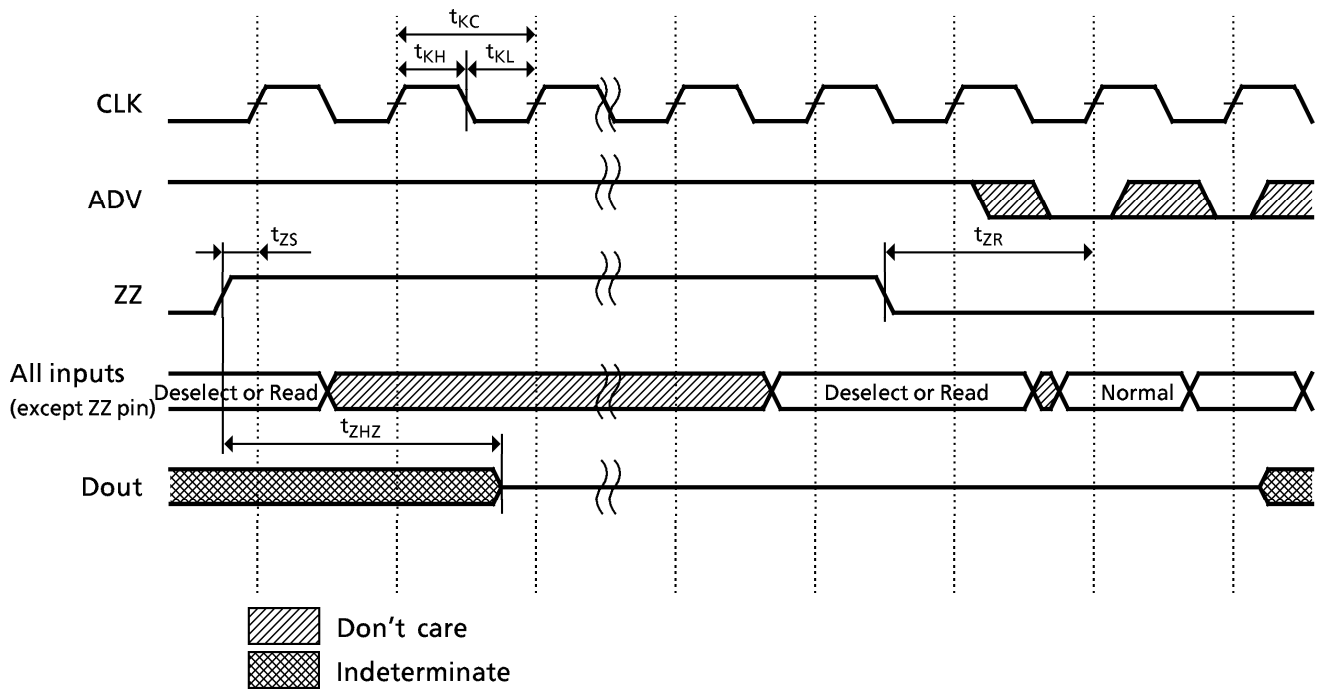 tKC
tKH tKL
CLK
ADV
tZS
tZR
ZZ
All inputs
(except ZZ pin)
Deselect or Read
Deselect or Read
Normal
tZHZ
Dout
Don't care
Indeterminate